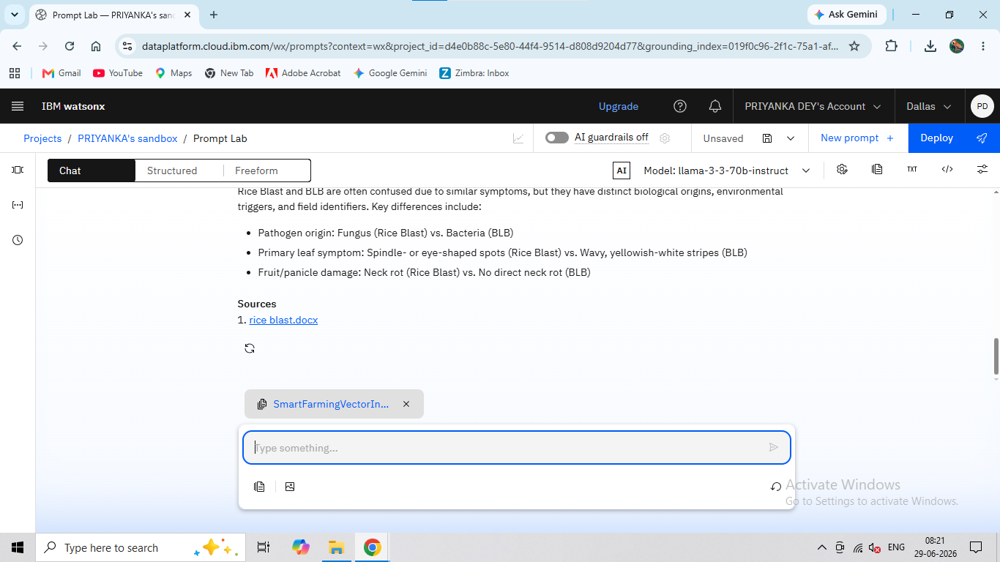 Prompt Lab — PRIYANKA's san
Ask Gemini
dataplatform.cloud.ibm.com/wx/prompts?context=wx&project_id=d4e0b88c-5e80-44f4-9514-d808d9204d77&grounding_index=019f0c96-2f1c-75a1-af...
Gmail YouTube Maps New Tab Adobe Acrobat Google Gemini Zimbra: Inbox
IBM watsonx Upgrade PRIYANKA DEY's Account Dallas PD
Projects / PRIYANKA's sandbox / Prompt Lab AI guardrails off Unsaved New prompt + Deploy
Chat Structured Freeform AI Model: llama-3-3-70b-instruct TXT </>
Rice Blast and BLB are often confused due to similar symptoms, but they have distinct biological origins, environmental
triggers, and field identifiers. Key differences include:
• Pathogen origin: Fungus (Rice Blast) vs. Bacteria (BLB)
• Primary leaf symptom: Spindle- or eye-shaped spots (Rice Blast) vs. Wavy, yellowish-white stripes (BLB)
• Fruit/panicle damage: Neck rot (Rice Blast) vs. No direct neck rot (BLB)
Sources
1. rice blast.docx
SmartFarmingVectorIn...
Type something...
Activate Windows
Go to Settings to activate Windows.
Type here to search
ENG
08:21
29-06-2026